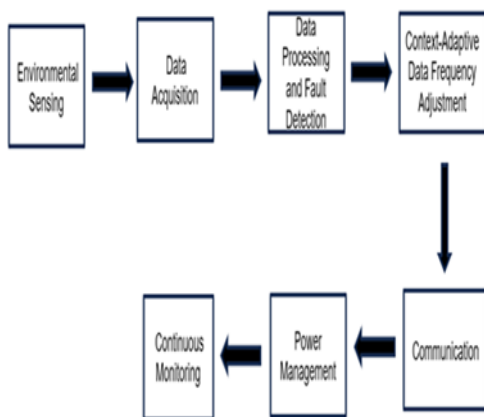 Environmental
Sensing
Data
Acquisition
Data
Processing
and Fault
Detection
Context-Adaptive
Data Frequency
Adjustment
Communication
Power
Management
Continuous
Monitoring